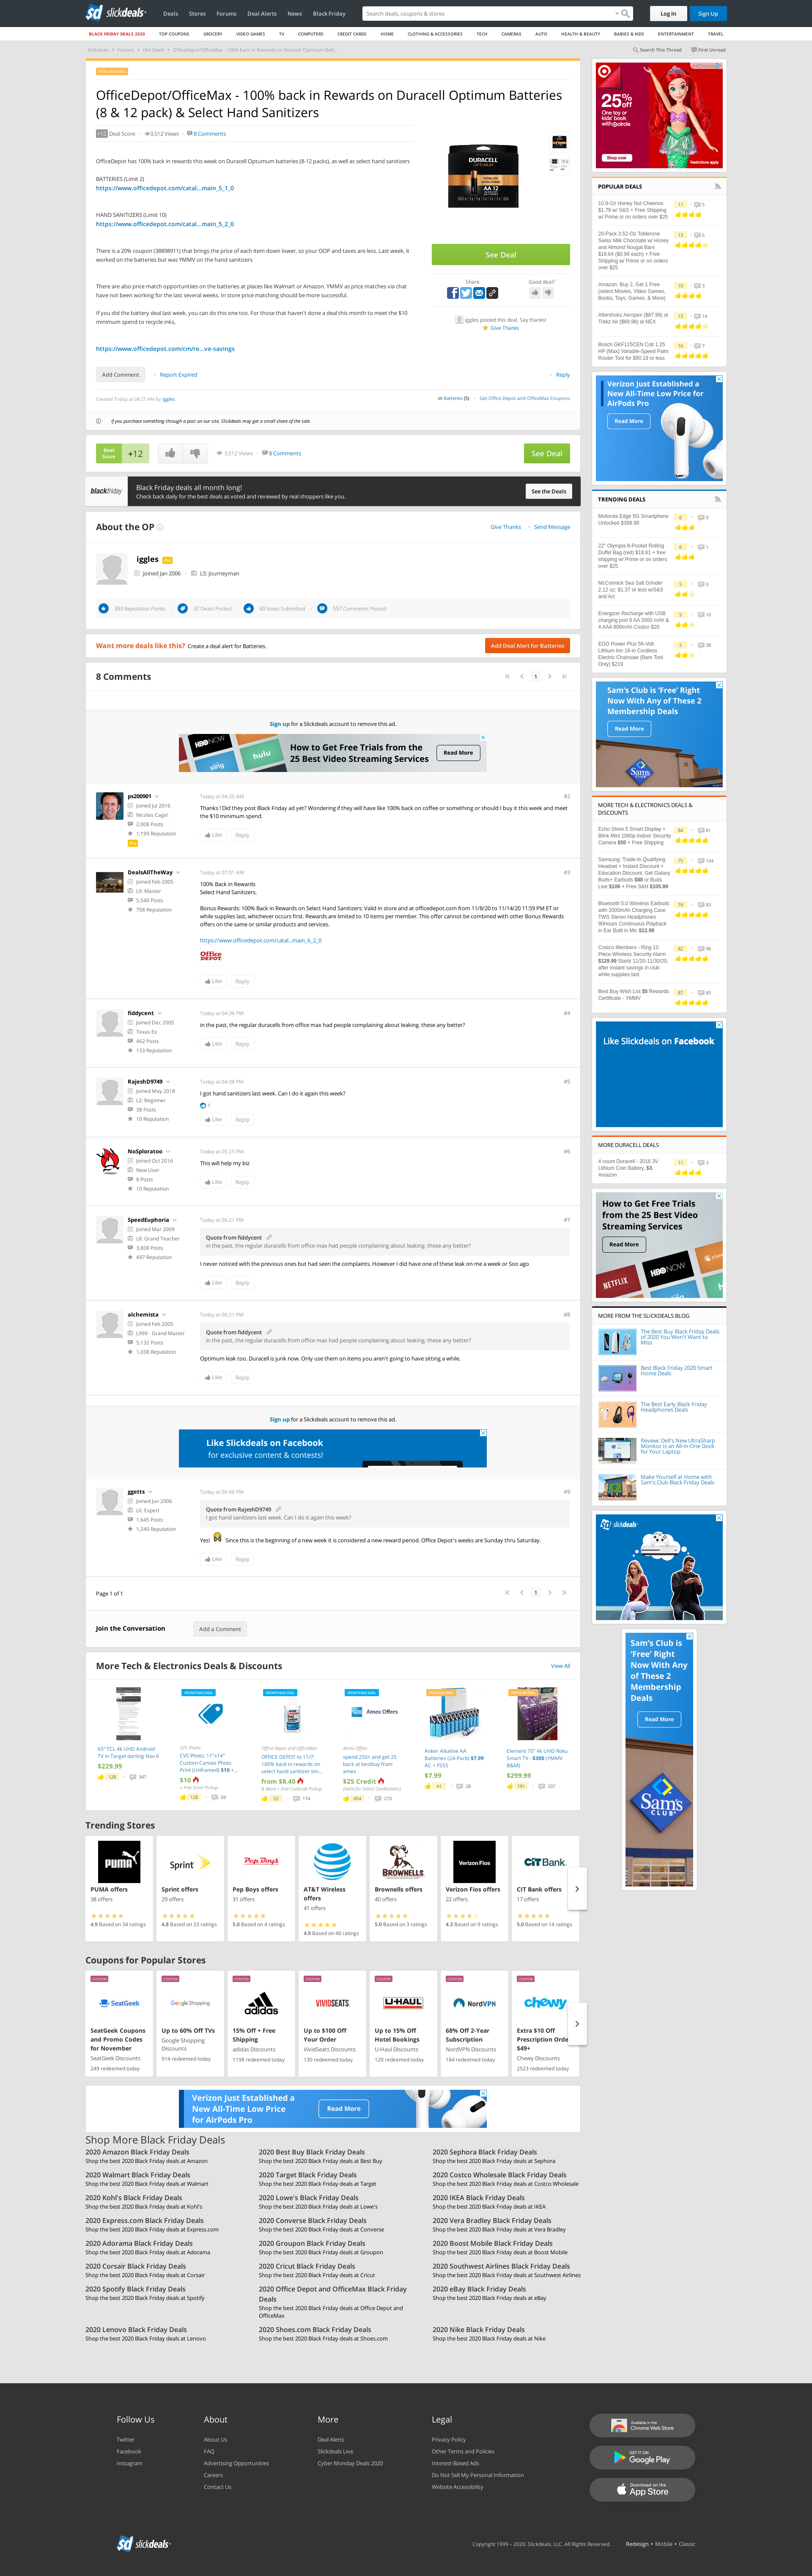 slickdeals
Deals Stores Forums Deal Alerts News Black Friday
Search deals, coupons & stores
Log In Sign Up
BLACK FRIDAY DEALS 2020 TOP COUPONS GROCERY VIDEO GAMES TV COMPUTERS CREDIT CARDS HOME CLOTHING & ACCESSORIES TECH CAMERAS AUTO HEALTH & BEAUTY BABIES & KIDS ENTERTAINMENT TRAVEL
Slickdeals Forums Hot Deals OfficeDepot/OfficeMax - 100% back in Rewards on Duracell Optimum Batt...
Search This Thread First Unread
OfficeDepot/OfficeMax - 100% back in Rewards on Duracell Optimum Batteries
(8 & 12 pack) & Select Hand Sanitizers
+12 Deal Score 3,512 Views 8 Comments
OfficeDepot has 100% back in rewards this week on Duracell Optumum batteries (8-12 pack), as well as select hand sanitizers
BATTERIES (Limit 2)
https://www.officedepot.com/catal...main_5_1_0
HAND SANITIZERS (Limit 10)
https://www.officedepot.com/catal...main_5_2_0
There is a 20% coupon (38898911) that brings the price of each item down lower, so your OOP and taxes are less. Last week, it
worked on the batteries but was YMMV on the hand sanitizers
There are also price match opportunities on the batteries at places like Walmart or Amazon. YMMV as price matches via chat
have not been working for the last several weeks. In store price matching should be more successful.
If you did the battery deal last week, you can do this one too. For those that haven't done a deal this month to meet the $10
minimum spend to recycle inks,
https://www.officedepot.com/cm/re...ve-savings
See Deal
Share Good deal?
iggles posted this deal. Say thanks!
Give Thanks
Add Comment Report Expired Reply
Created Today at 04:27 AM by iggles
in Batteries (5) Get Office Depot and OfficeMax Coupons
If you purchase something through a post on our site, Slickdeals may get a small share of the sale.
Deal
Score
+12
3,512 Views 8 Comments
See Deal
blackfriday
Black Friday deals all month long!
Check back daily for the best deals as voted and reviewed by real shoppers like you.
See the Deals
About the OP
Give Thanks Send Message
iggles
Joined Jan 2006 L5: Journeyman
393 Reputation Points 37 Deals Posted 60 Votes Submitted 557 Comments Posted
Want more deals like this? Create a deal alert for Batteries.
Add Deal Alert for Batteries
8 Comments
1
Sign up for a Slickdeals account to remove this ad.
HBO NOW
sling
hulu
How to Get Free Trials from the
25 Best Video Streaming Services
Read More
ps200901
Joined Jul 2016
Nicolas Cage!
2,008 Posts
1,199 Reputation
Pro
Today at 04:35 AM #2
Thanks ! Did they post Black Friday ad yet? Wondering if they will have like 100% back on coffee or something or should I buy it this week and meet
the $10 minimum spend.
Like Reply
DealsAllTheWay
Joined Feb 2005
L9: Master
5,540 Posts
708 Reputation
Today at 07:01 AM #3
100% Back in Rewards
Select Hand Sanitizers.
Bonus Rewards: 100% Back in Rewards on Select Hand Sanitizers: Valid in store and at officedepot.com from 11/8/20 to 11/14/20 11:59 PM ET or
while supplies last, whichever occurs first. Rewards are limited to 10 items per member. This offer cannot be combined with other Bonus Rewards
offers on the same or similar products and services.
https://www.officedepot.com/catal...main_6_2_0
Office
DEPOT
Like Reply
fiddycent
Joined Dec 2005
Texas Ex
462 Posts
133 Reputation
Today at 04:36 PM #4
in the past, the regular duracells from office max had people complaining about leaking. these any better?
Like Reply
RajeshD9749
Joined May 2018
L2: Beginner
38 Posts
10 Reputation
Today at 04:38 PM #5
I got hand sanitizers last week. Can I do it again this week?
1
Like Reply
NoSploratoo
Joined Oct 2016
New User
8 Posts
10 Reputation
Today at 05:25 PM #6
This will help my biz
Like Reply
SpeedEuphoria
Joined Mar 2009
L8: Grand Teacher
3,808 Posts
497 Reputation
Today at 06:21 PM #7
Quote from fiddycent
in the past, the regular duracells from office max had people complaining about leaking, these any better?
I never noticed with the previous ones but had seen the complaints. However I did have one of these leak on me a week or Soo ago
Like Reply
alchemista
Joined Feb 2005
L999 - Grand Master
5,132 Posts
1,038 Reputation
Today at 06:21 PM #8
Quote from fiddycent
in the past, the regular duracells from office max had people complaining about leaking, these any better?
Optimum leak too. Duracell is junk now. Only use them on items you aren't going to have sitting a while.
Like Reply
Sign up for a Slickdeals account to remove this ad.
Like Slickdeals on Facebook
for exclusive content & contests!
ggetts
Joined Jun 2006
L6: Expert
1,645 Posts
1,240 Reputation
Today at 06:46 PM #9
Quote from RajeshD9749
I got hand sanitizers last week. Can I do it again this week?
Yes! Since this is the beginning of a new week it is considered a new reward period. Office Depot's weeks are Sunday thru Saturday.
Like Reply
Page 1 of 1
1
Join the Conversation Add a Comment
More Tech & Electronics Deals & Discounts View All
65" TCL 4k UHD Android
TV in Target darting Nov 6
$229.99
128 347
FRONTPAGE DEAL
CVS Photo
CVS Photo: 11"x14"
Custom Canvas Photo
Print (Unframed) $10 +...
$10
+ Free Store Pickup
128 69
FRONTPAGE DEAL
Office Depot and OfficeMax
OFFICE DEPOT to 11/7:
100% back in rewards on
select hand sanitizer lim...
from $8.40
& More + Free Curbside Pickup
53 174
FRONTPAGE DEAL
Amex Offers
Amex Offers
spend 250+ and get 25
back at bestbuy from
amex
$25 Credit
(Valid for Select Cardholders)
454 210
Anker Alkaline AA
Batteries (24-Pack) $7.99
AC + FSSS
$7.99
41 28
Element 70" 4k UHD Roku
Smart TV - $300 (YMMV
B&M)
$299.99
191 207
Trending Stores
PUMA
PUMA offers
38 offers
4.9 Based on 34 ratings
Sprint
Sprint offers
29 offers
4.8 Based on 33 ratings
Pep Boys
Pep Boys offers
31 offers
5.0 Based on 4 ratings
AT&T
AT&T Wireless
offers
41 offers
4.9 Based on 40 ratings
BROWNELLS
Brownells offers
40 offers
5.0 Based on 3 ratings
Verizon Fios
Verizon Fios offers
22 offers
4.3 Based on 9 ratings
CIT BANK
CIT Bank offers
17 offers
5.0 Based on 14 ratings
Coupons for Popular Stores
COUPON
SeatGeek
SeatGeek Coupons
and Promo Codes
for November
SeatGeek Discounts
249 redeemed today
COUPON
Google Shopping
Up to 60% Off TVs
Google Shopping
Discounts
914 redeemed today
COUPON
adidas
15% Off + Free
Shipping
adidas Discounts
1198 redeemed today
COUPON
VIVIDSEATS
Up to $100 Off
Your Order
VividSeats Discounts
130 redeemed today
COUPON
U-HAUL
Up to 15% Off
Hotel Bookings
U-Haul Discounts
120 redeemed today
COUPON
NordVPN
68% Off 2-Year
Subscription
NordVPN Discounts
184 redeemed today
COUPON
chewy
Extra $10 Off
Prescription Orde
$49+
Chewy Discounts
2523 redeemed today
Verizon Just Established a
New All-Time Low Price
for AirPods Pro
Read More
Shop More Black Friday Deals
2020 Amazon Black Friday Deals
Shop the best 2020 Black Friday deals at Amazon
2020 Best Buy Black Friday Deals
Shop the best 2020 Black Friday deals at Best Buy
2020 Sephora Black Friday Deals
Shop the best 2020 Black Friday deals at Sephora
2020 Walmart Black Friday Deals
Shop the best 2020 Black Friday deals at Walmart
2020 Target Black Friday Deals
Shop the best 2020 Black Friday deals at Target
2020 Costco Wholesale Black Friday Deals
Shop the best 2020 Black Friday deals at Costco Wholesale
2020 Kohl's Black Friday Deals
Shop the best 2020 Black Friday deals at Kohl's
2020 Lowe's Black Friday Deals
Shop the best 2020 Black Friday deals at Lowe's
2020 IKEA Black Friday Deals
Shop the best 2020 Black Friday deals at IKEA
2020 Express.com Black Friday Deals
Shop the best 2020 Black Friday deals at Express.com
2020 Converse Black Friday Deals
Shop the best 2020 Black Friday deals at Converse
2020 Vera Bradley Black Friday Deals
Shop the best 2020 Black Friday deals at Vera Bradley
2020 Adorama Black Friday Deals
Shop the best 2020 Black Friday deals at Adorama
2020 Groupon Black Friday Deals
Shop the best 2020 Black Friday deals at Groupon
2020 Boost Mobile Black Friday Deals
Shop the best 2020 Black Friday deals at Boost Mobile
2020 Corsair Black Friday Deals
Shop the best 2020 Black Friday deals at Corsair
2020 Cricut Black Friday Deals
Shop the best 2020 Black Friday deals at Cricut
2020 Southwest Airlines Black Friday Deals
Shop the best 2020 Black Friday deals at Southwest Airlines
2020 Spotify Black Friday Deals
Shop the best 2020 Black Friday deals at Spotify
2020 Office Depot and OfficeMax Black Friday
Deals
Shop the best 2020 Black Friday deals at Office Depot and
OfficeMax
2020 eBay Black Friday Deals
Shop the best 2020 Black Friday deals at eBay
2020 Lenovo Black Friday Deals
Shop the best 2020 Black Friday deals at Lenovo
2020 Shoes.com Black Friday Deals
Shop the best 2020 Black Friday deals at Shoes.com
2020 Nike Black Friday Deals
Shop the best 2020 Black Friday deals at Nike
25%
one toy
or kids'
book
with circle
Shop now
Restrictions apply
POPULAR DEALS
10.8-Oz Honey Nut Cheerios
$1.79 w/ S&S + Free Shipping
w/ Prime or on orders over $25
11 5
20-Pack 3.52-Oz Toblerone
Swiss Milk Chocolate w/ Honey
and Almond Nougat Bars
$19.64 ($0.98 each) + Free
Shipping w/ Prime or on orders
over $25
13 6
Amazon: Buy 2, Get 1 Free
(select Movies, Video Games,
Books, Toys, Games, & More)
10 3
Aftershokz Aeropex ($87.99) or
Trekz Air ($69.98) at NEX
13 14
Bosch GKF125CEN Colt 1.25
HP (Max) Variable-Speed Palm
Router Tool for $90.19 or less
16 7
Verizon Just Established a
New All-Time Low Price for
AirPods Pro
Read More
TRENDING DEALS
Motorola Edge 5G Smartphone
Unlocked $399.99
6 9
22" Olympia 8-Pocket Rolling
Duffel Bag (red) $18.61 + free
shipping w/ Prime or on orders
over $25
6 1
McCormick Sea Salt Grinder
2.12 oz: $1.37 or less w/S&S
and A/c
5 0
Energizer Recharge with USB
charging port 6 AA 2000 mAh &
4 AAA 800mAh Costco $20
5 10
EGO Power Plus 56-Volt
Lithium Ion 18-in Cordless
Electric Chainsaw (Bare Tool
Only) $219
5 38
Sam's Club is 'Free' Right
Now With Any of These 2
Membership Deals
Read More
MORE TECH & ELECTRONICS DEALS &
DISCOUNTS
Echo Show 5 Smart Display +
Blink Mini 1080p Indoor Security
Camera $50 + Free Shipping
84 81
Samsung: Trade-In Qualifying
Headset + Instant Discount +
Education Discount, Get Galaxy
Buds+ Earbuds $88 or Buds
Live $108 + Free S&H $105.99
75 104
Bluetooth 5.0 Wireless Earbuds
with 2000mAh Charging Case
TWS Stereo Headphones
90Hours Continuous Playback
in Ear Built in Mic $12.99
74 83
Costco Members - Ring 10
Piece Wireless Security Alarm
$129.99 Starts 11/20-11/30/20,
after instant savings in club
while supplies last
82 96
Best Buy Wish List $5 Rewards
Certificate - YMMV
87 85
Like Slickdeals on Facebook
MORE DURACELL DEALS
4 count Duracell - 2016 3V
Lithium Coin Battery, $3,
Amazon
11 3
How to Get Free Trials
from the 25 Best Video
Streaming Services
Read More
NETFLIX
HBO NOW
MORE FROM THE SLICKDEALS BLOG
The Best Buy Black Friday Deals
of 2020 You Won't Want to
Miss
Best Black Friday 2020 Smart
Home Deals
The Best Early Black Friday
Headphones Deals
Review: Dell's New UltraSharp
Monitor Is an All-in-One Dock
for Your Laptop
Make Yourself at Home with
Sam's Club Black Friday Deals
slickdeals
Sam's Club is
'Free' Right
Now With Any
of These 2
Membership
Deals
Read More
Sam's
CLUB
Follow Us
Twitter
Facebook
Instagram
About
About Us
FAQ
Advertising Opportunities
Careers
Contact Us
More
Deal Alerts
Slickdeals Live
Cyber Monday Deals 2020
Legal
Privacy Policy
Other Terms and Policies
Interest-Based Ads
Do Not Sell My Personal Information
Website Accessibility
Available in the
Chrome Web Store
GET IT ON
Google Play
Download on the
App Store
slickdeals
Copyright 1999 – 2020. Slickdeals, LLC. All Rights Reserved. Redesign • Mobile • Classic